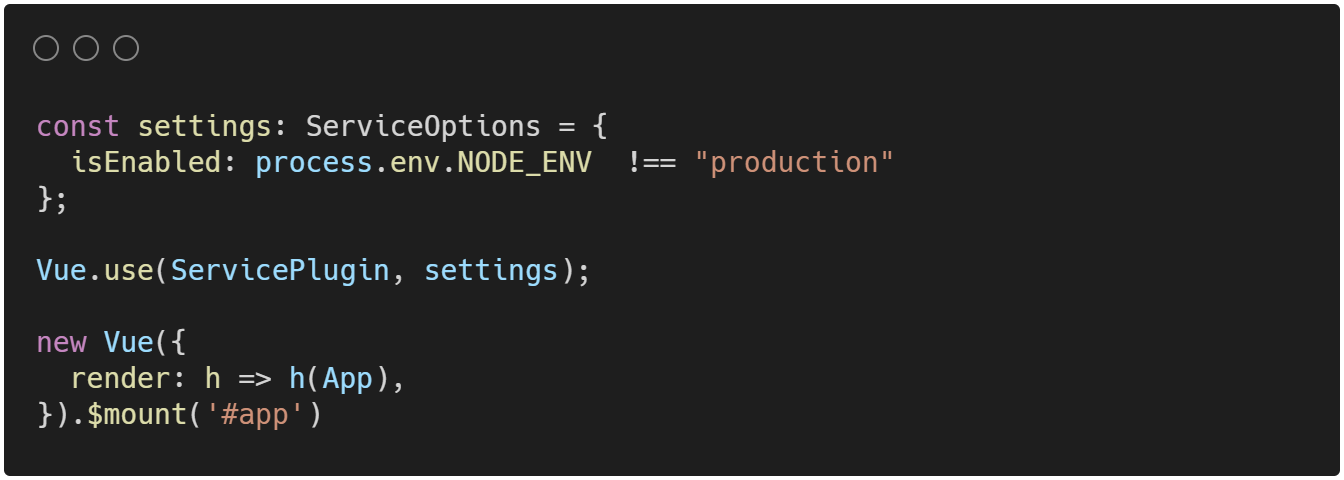 const settings: ServiceOptions = {
  isEnabled: process.env.NODE_ENV  !== "production"
};

Vue.use(ServicePlugin, settings);

new Vue({
  render: h => h(App),
}).$mount('#app')